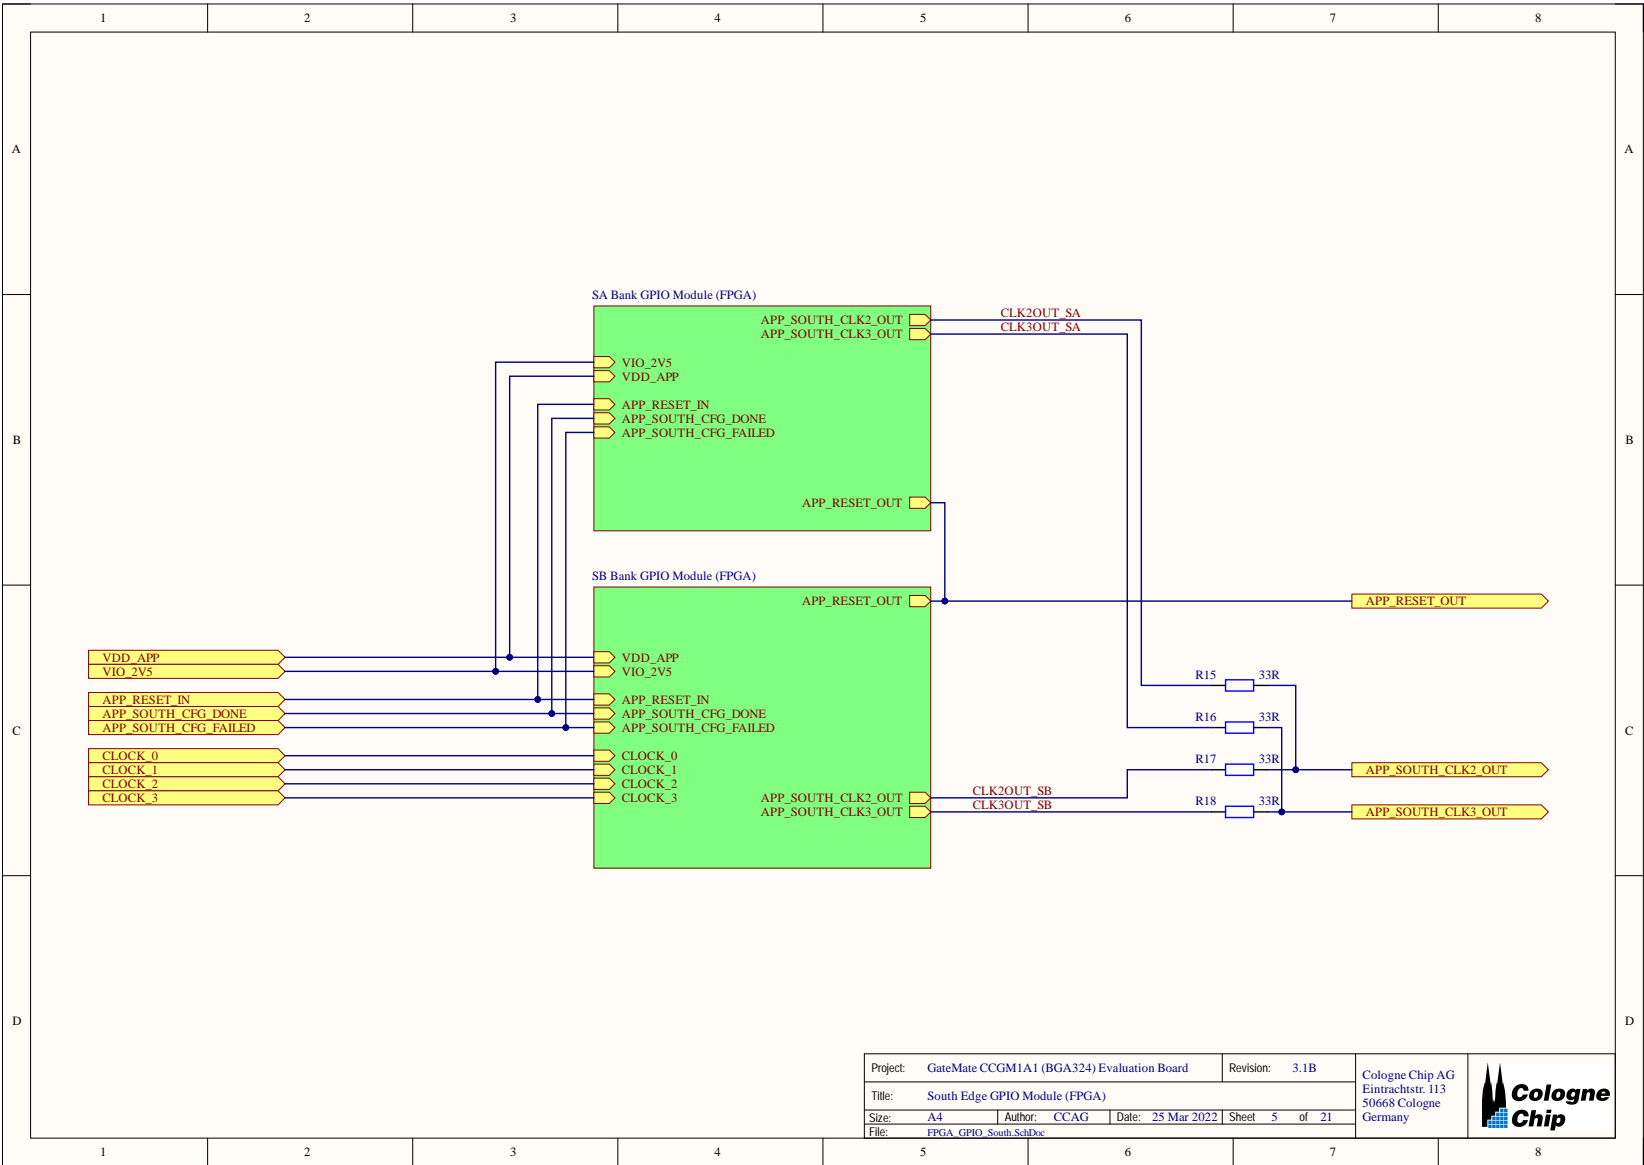 1 2 3 4 5 6 7 8
A A
SA Bank GPIO Module (FPGA)
APP_SOUTH_CLK2_OUT CLK2OUT_SA
APP_SOUTH_CLK3_OUT CLK3OUT_SA
VIO_2V5
VDD_APP
APP_RESET_IN
APP_SOUTH_CFG_DONE
APP_SOUTH_CFG_FAILED
B B
APP_RESET_OUT
SB Bank GPIO Module (FPGA)
APP_RESET_OUT APP_RESET_OUT
VDD_APP VDD_APP
VIO_2V5 VIO_2V5
R15 33R
APP_RESET_IN APP_RESET_IN
APP_SOUTH_CFG_DONE APP_SOUTH_CFG_DONE
R16 33R
APP_SOUTH_CFG_FAILED APP_SOUTH_CFG_FAILED
C C
CLOCK_0 CLOCK_0
R17 33R
CLOCK_1 CLOCK_1 APP_SOUTH_CLK2_OUT
CLOCK_2 CLOCK_2
CLOCK_3 CLOCK_3 APP_SOUTH_CLK2_OUT CLK2OUT_SB
R18 33R
APP_SOUTH_CLK3_OUT CLK3OUT_SB APP_SOUTH_CLK3_OUT
D D
Project: GateMate CCGM1A1 (BGA324) Evaluation Board Revision: 3.1B
Title: South Edge GPIO Module (FPGA)
Size: A4 Author: CCAG Date: 25 Mar 2022 Sheet 5 of 21
File: FPGA_GPIO_South.SchDoc
Cologne Chip AG
Eintrachtstr. 113
50668 Cologne
Germany
Cologne
Chip
1 2 3 4 5 6 7 8